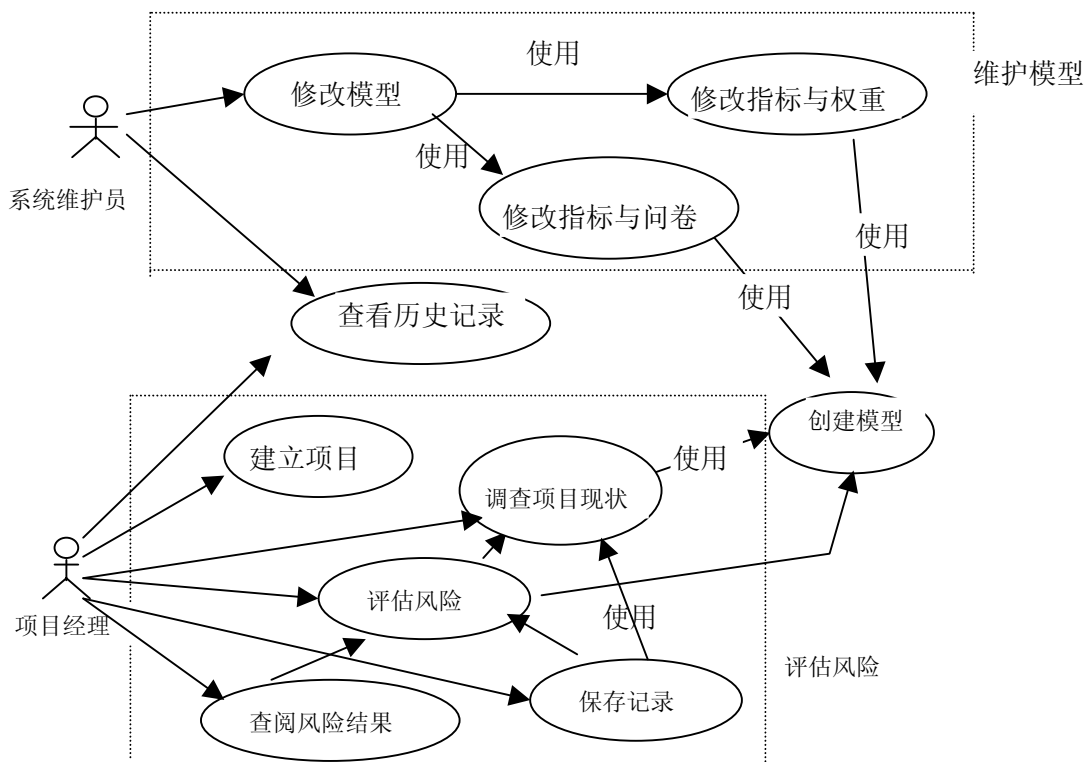 使用
维护模型
修改模型
修改指标与权重
使用
系统维护员
修改指标与问卷
使用
使用
查看历史记录
创建模型
建立项目
使用
调查项目现状
评估风险
使用
项目经理
评估风险
保存记录
查阅风险结果